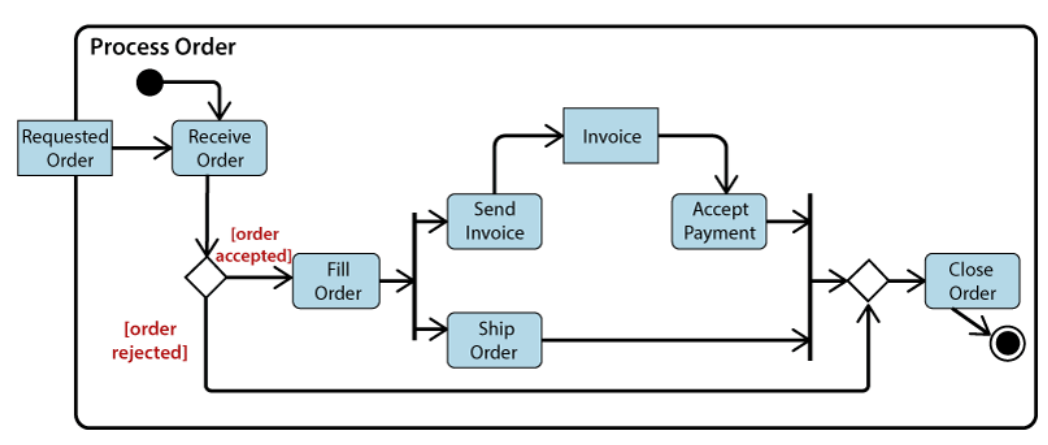 Process Order
Requested
Order
Receive
Order
[order
accepted]
[order
rejected]
Fill
Order
Send
Invoice
Invoice
Accept
Payment
Ship
Order
Close
Order